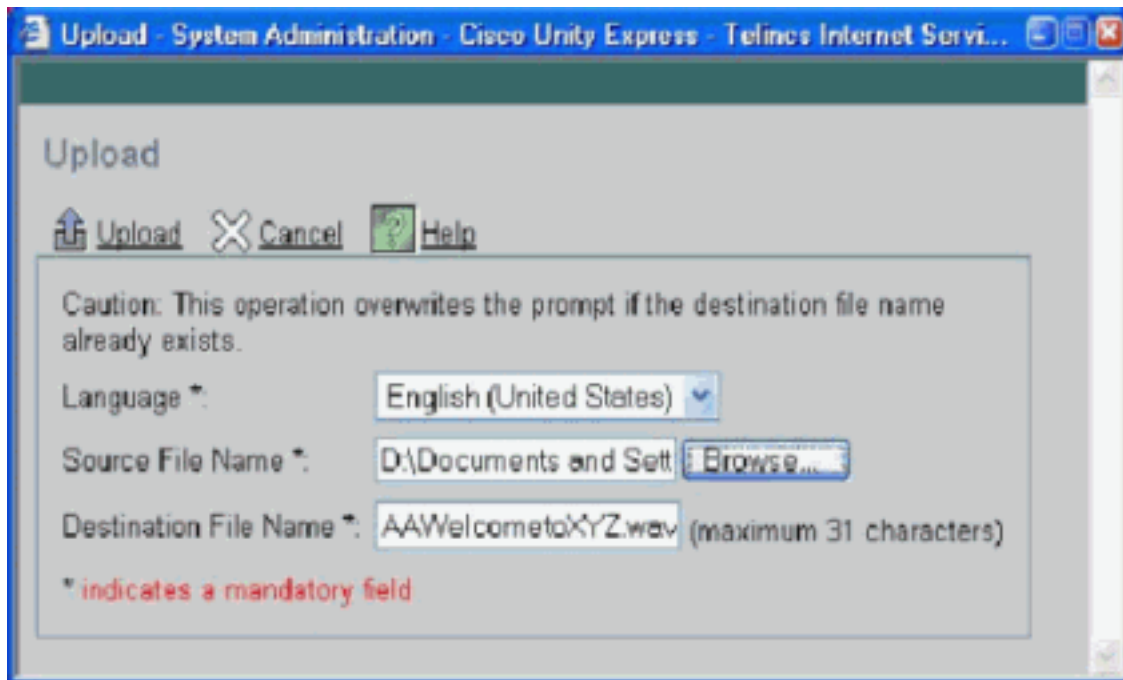 Upload - System Administration - Cisco Unity Express - Telincs Internet Servi...
Upload
Upload Cancel ? Help
Caution: This operation overwrites the prompt if the destination file name
already exists.
Language *: English (United States)
Source File Name *: D:\Documents and Sett Browse...
Destination File Name *: AAWelcometoXYZ.wav (maximum 31 characters)
* indicates a mandatory field